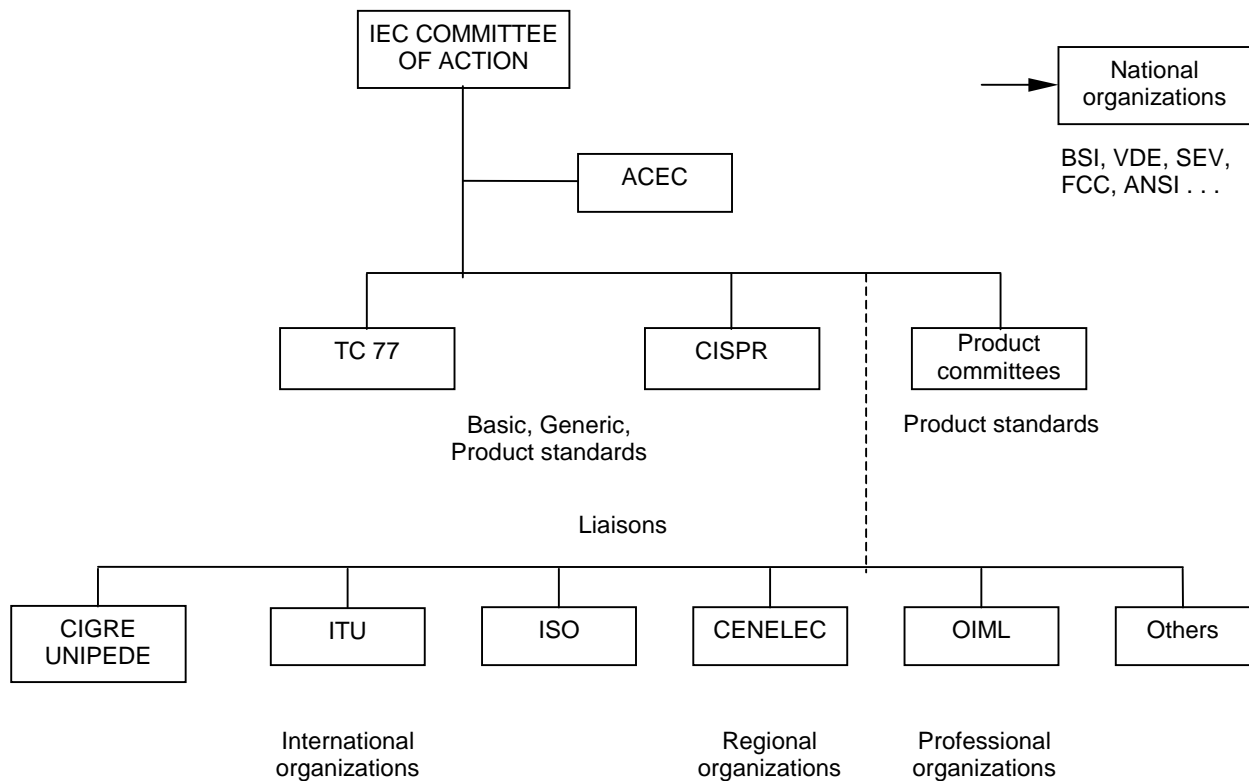 IEC COMMITTEE
OF ACTION
National
organizations
BSI, VDE, SEV,
FCC, ANSI . . .
ACEC
TC 77
CISPR
Product
committees
Basic, Generic,
Product standards
Product standards
Liaisons
CIGRE
UNIPEDE
ITU
ISO
CENELEC
OIML
Others
International
organizations
Regional
organizations
Professional
organizations